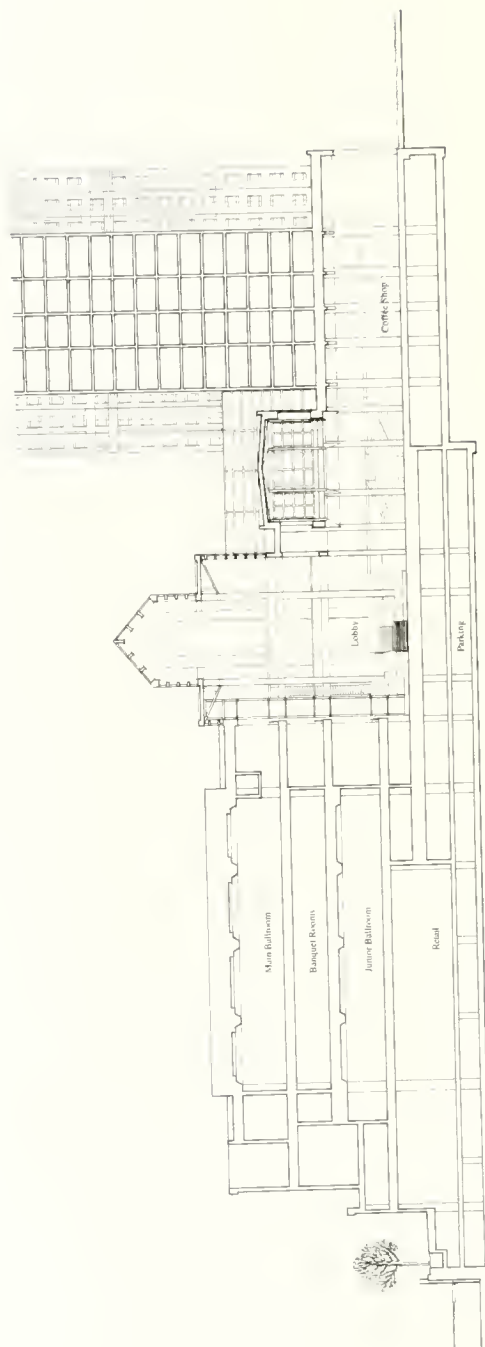 Main Ballroom
Banquet Rooms
Junior Ballroom
Retail
Lobby
Parking
Coffee Shop